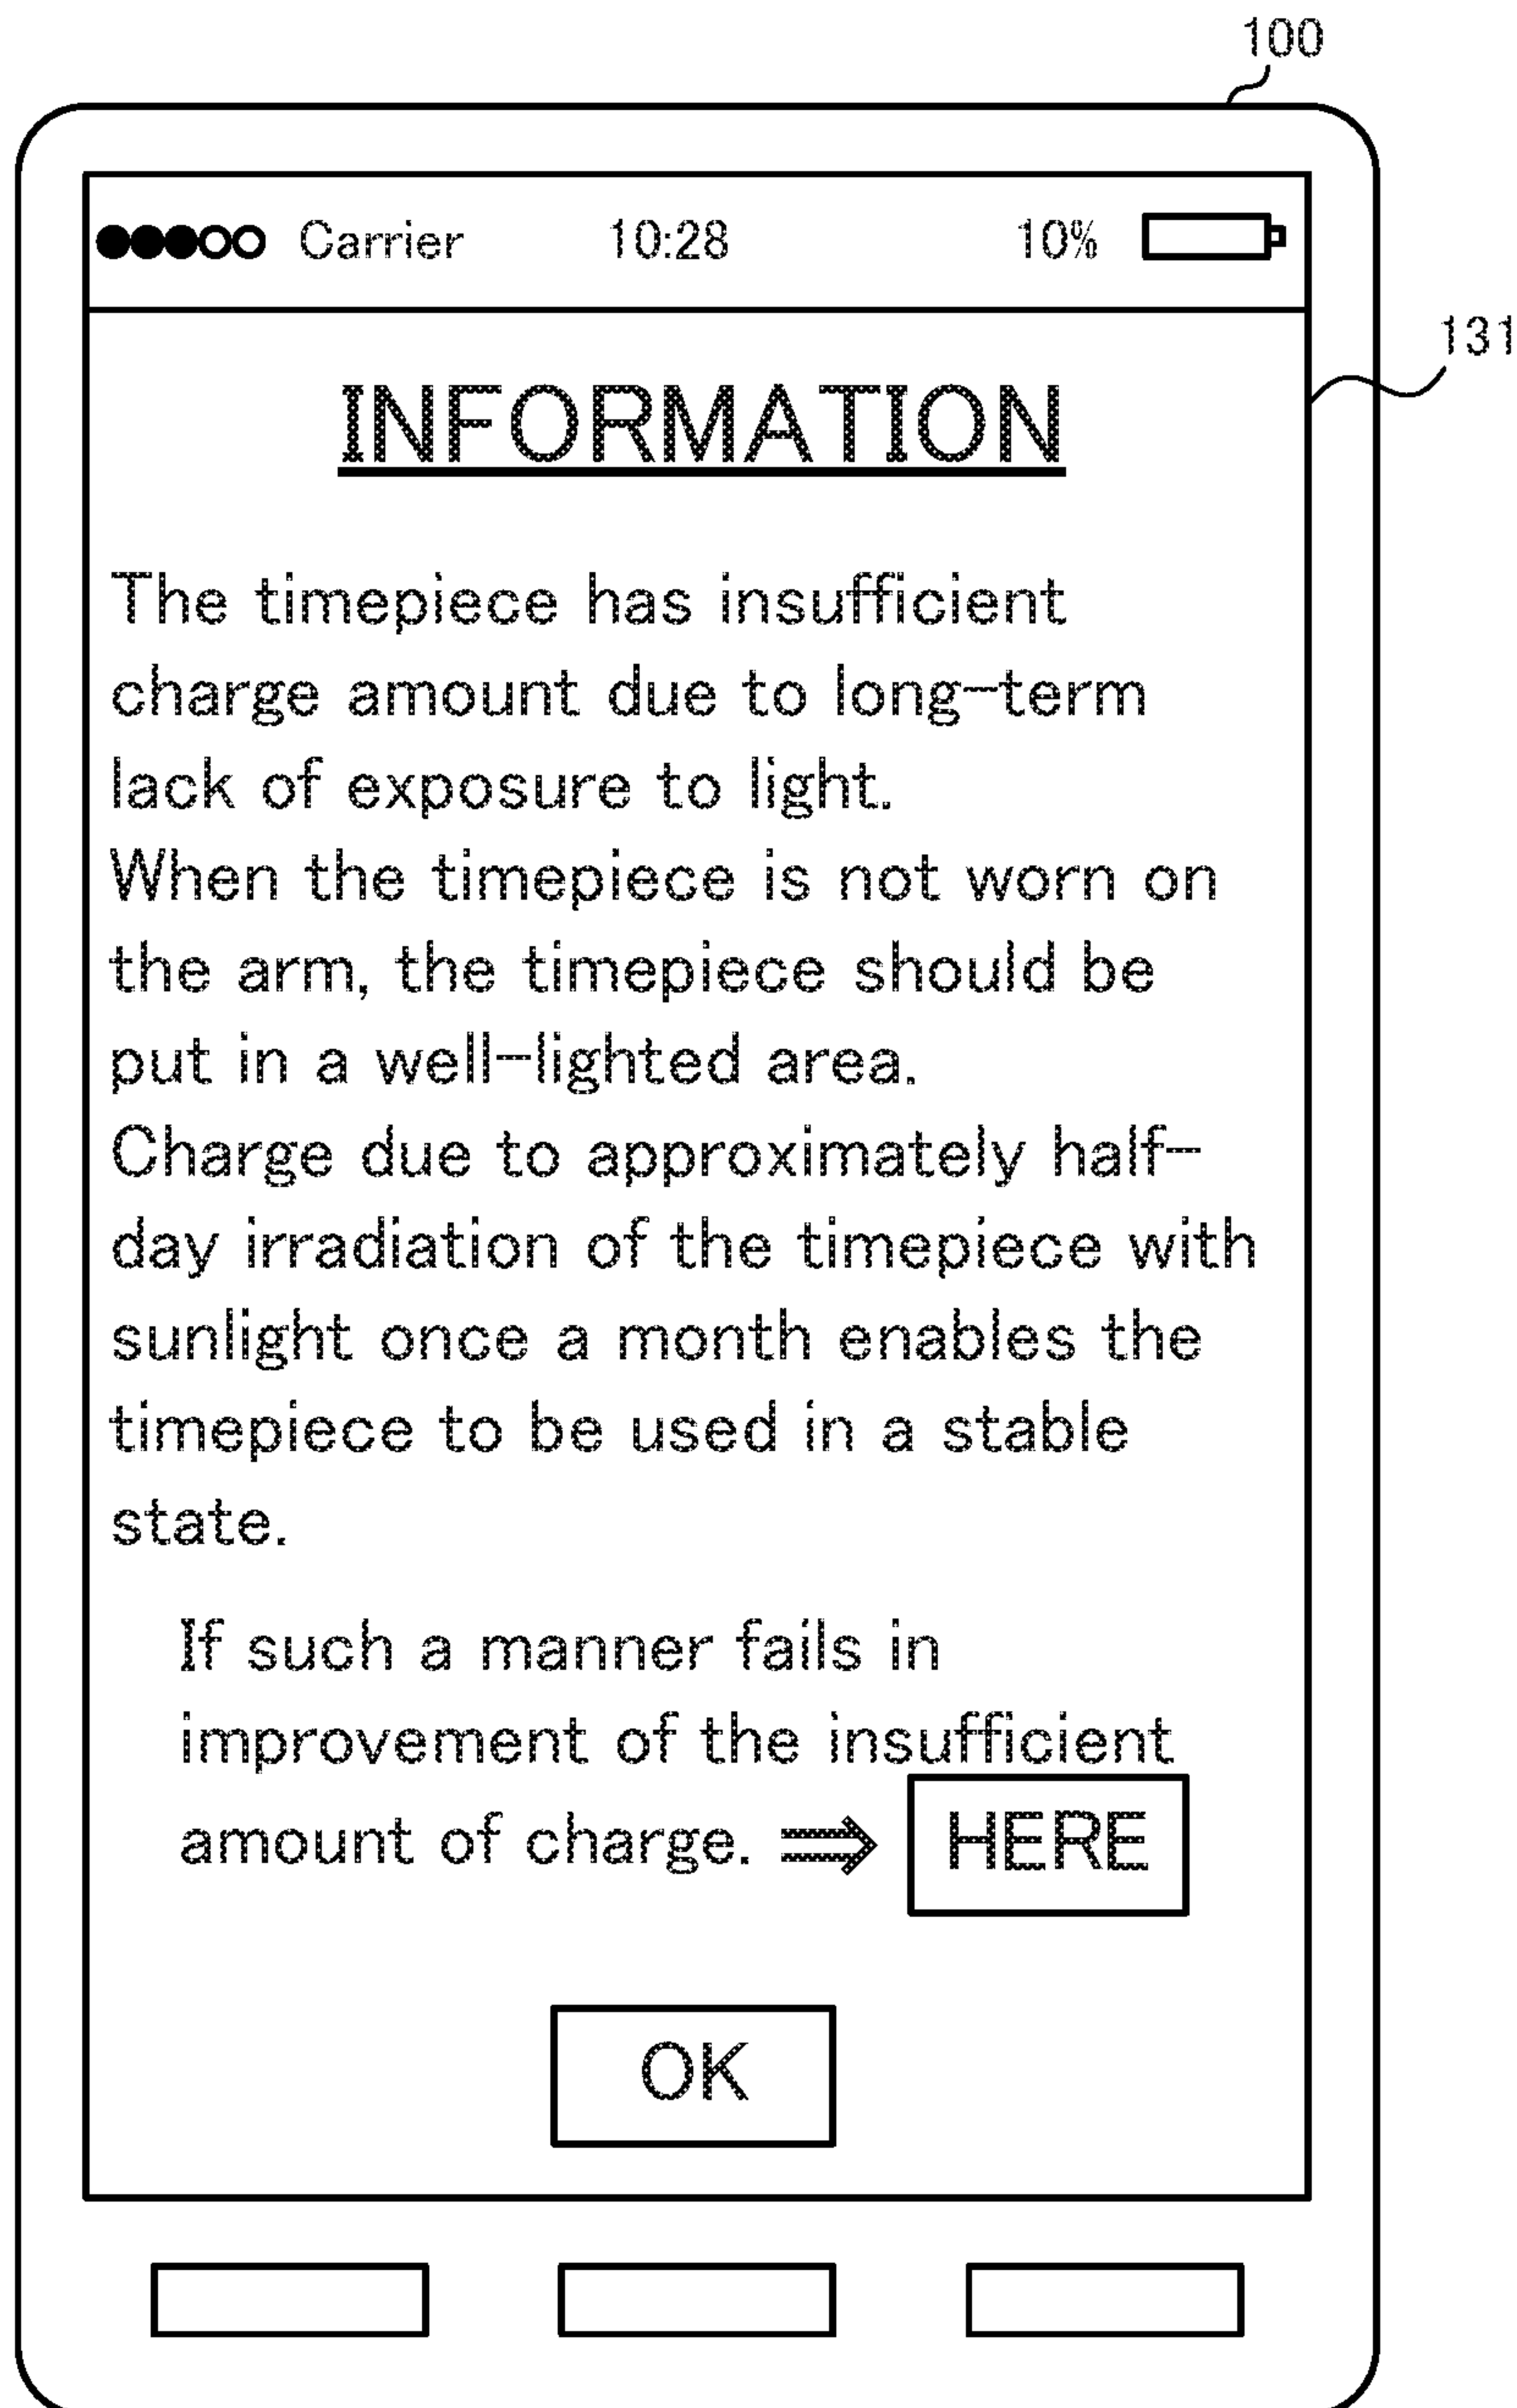 100
Carrier 10:28 10%
131
INFORMATION
The timepiece has insufficient
charge amount due to long-term
lack of exposure to light.
When the timepiece is not worn on
the arm, the timepiece should be
put in a well-lighted area.
Charge due to approximately half-
day irradiation of the timepiece with
sunlight once a month enables the
timepiece to be used in a stable
state.
If such a manner fails in
improvement of the insufficient
amount of charge. ⇒ HERE
OK